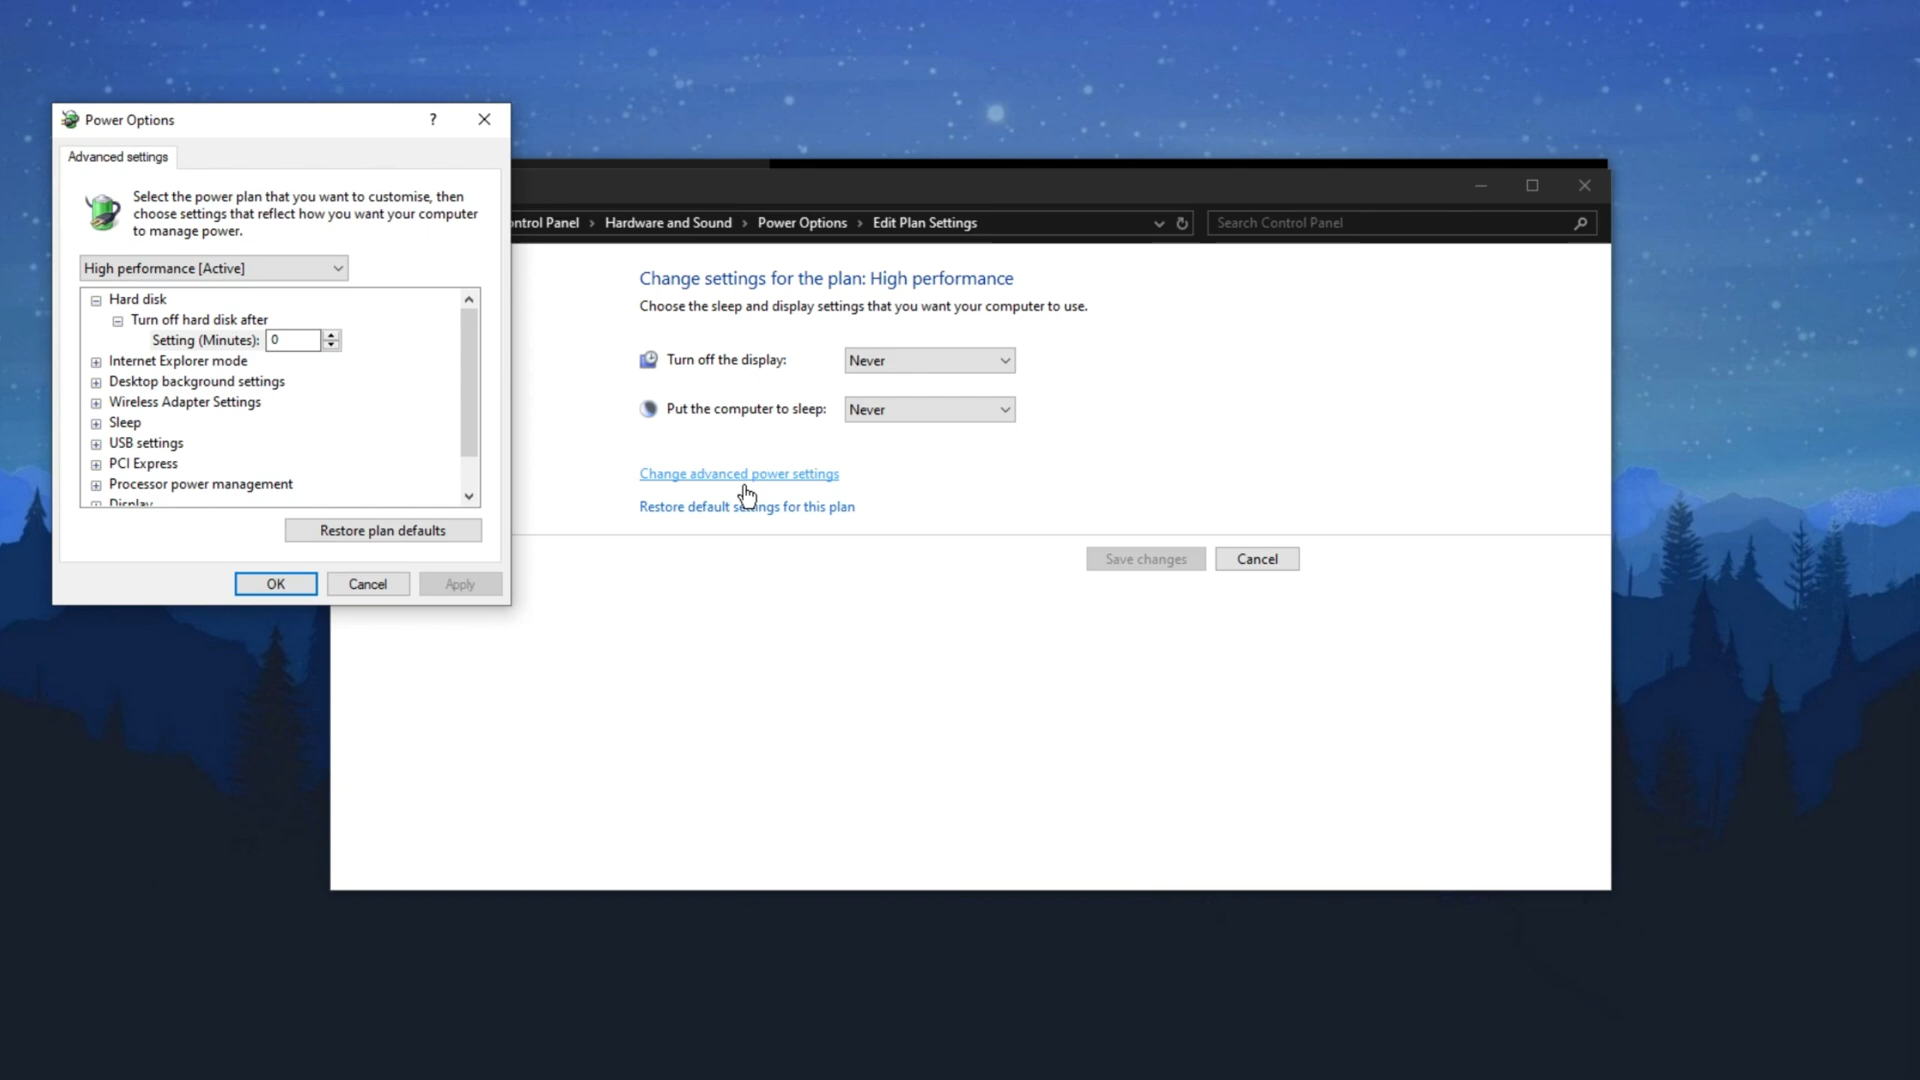 Power Options
?
Advanced settings
Select the power plan that you want to customise, then
choose settings that reflect how you want your computer
to manage power.
High performance [Active]
Hard disk
Turn off hard disk after
Setting (Minutes): 0
Internet Explorer mode
Desktop background settings
Wireless Adapter Settings
Sleep
USB settings
PCI Express
Processor power management
Display
Restore plan defaults
OK Cancel Apply
ontrol Panel > Hardware and Sound > Power Options > Edit Plan Settings
Search Control Panel
Change settings for the plan: High performance
Choose the sleep and display settings that you want your computer to use.
Turn off the display: Never
Put the computer to sleep: Never
Change advanced power settings
Restore default settings for this plan
Save changes Cancel